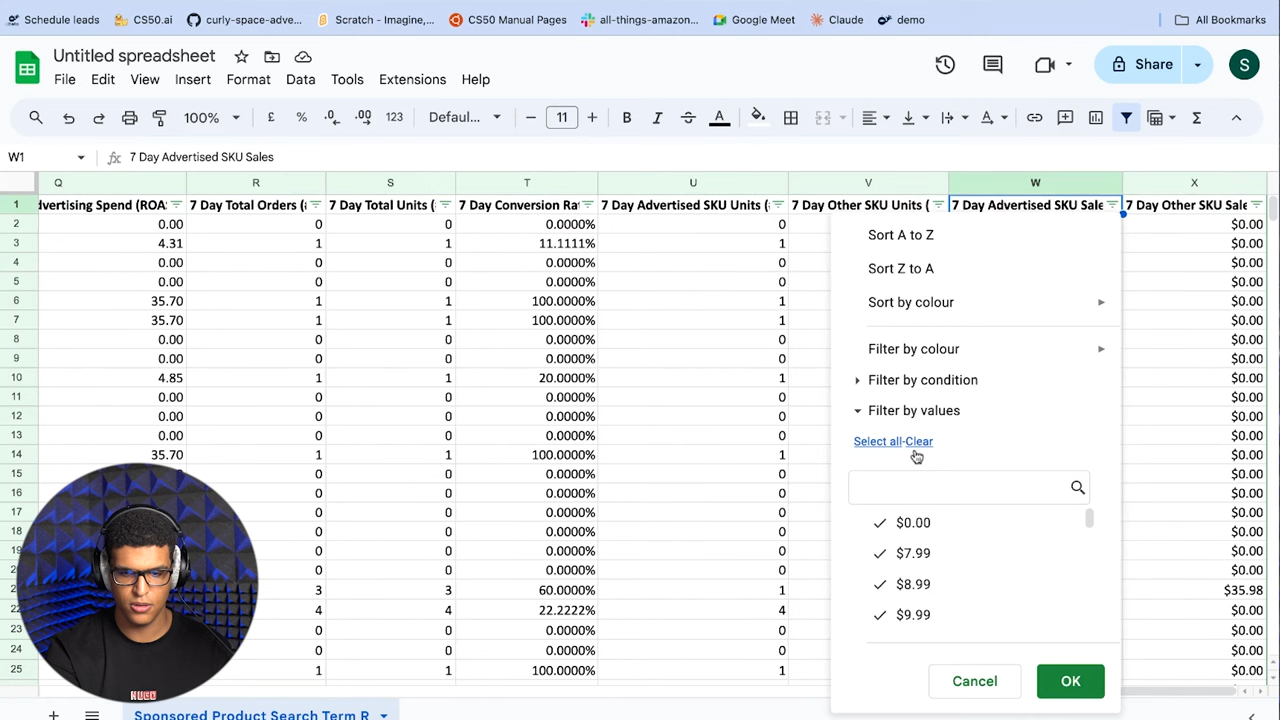 Schedule leads CS50.ai curly-space-adve... Scratch - Imagine,... CS50 Manual Pages all-things-amazon... Google Meet Claude demo All Bookmarks
Untitled spreadsheet
File Edit View Insert Format Data Tools Extensions Help
Share S
100% £ % .0 .00 123 Defaul... − 11 + B I S A Σ
W1 fx 7 Day Advertised SKU Sales
Q R S T U V W X
1 dvertising Spend (ROA 7 Day Total Orders ( 7 Day Total Units ( 7 Day Conversion Ra 7 Day Advertised SKU Units ( 7 Day Other SKU Units ( 7 Day Advertised SKU Sale 7 Day Other SKU Sale
2 0.00 0 0 0.0000% 0 $0.00
3 4.31 1 1 11.1111% 1 $0.00
4 0.00 0 0 0.0000% 0 $0.00
5 0.00 0 0 0.0000% 0 $0.00
6 35.70 1 1 100.0000% 1 $0.00
7 35.70 1 1 100.0000% 1 $0.00
8 0.00 0 0 0.0000% 0 $0.00
9 0.00 0 0 0.0000% 0 $0.00
10 4.85 1 1 20.0000% 1 $0.00
11 0.00 0 0 0.0000% 0 $0.00
12 0.00 0 0 0.0000% 0 $0.00
13 0.00 0 0 0.0000% 0 $0.00
14 35.70 1 1 100.0000% 1 $0.00
15 0 0 0.0000% 0 $0.00
16 0 0 0.0000% 0 $0.00
17 0 0 0.0000% 0 $0.00
18 0 0 0.0000% 0 $0.00
19 0 0 0.0000% 0 $0.00
0 0 0.0000% 0 $0.00
3 3 60.0000% 1 $35.98
4 4 22.2222% 4 $0.00
23 0 0 0.0000% 0 $0.00
24 0 0 0.0000% 0 $0.00
25 1 1 100.0000% 1 $0.00
Sort A to Z
Sort Z to A
Sort by colour
Filter by colour
Filter by condition
Filter by values
Select all-Clear
$0.00
$7.99
$8.99
$9.99
Cancel OK
Sponsored Product Search Term R